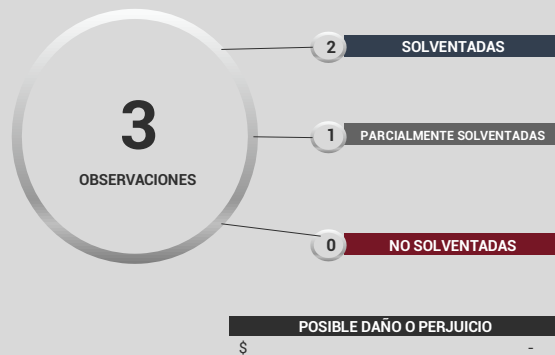 3
OBSERVACIONES
2 SOLVENTADAS
1 PARCIALMENTE SOLVENTADAS
0 NO SOLVENTADAS
POSIBLE DAÑO O PERJUICIO
$ -